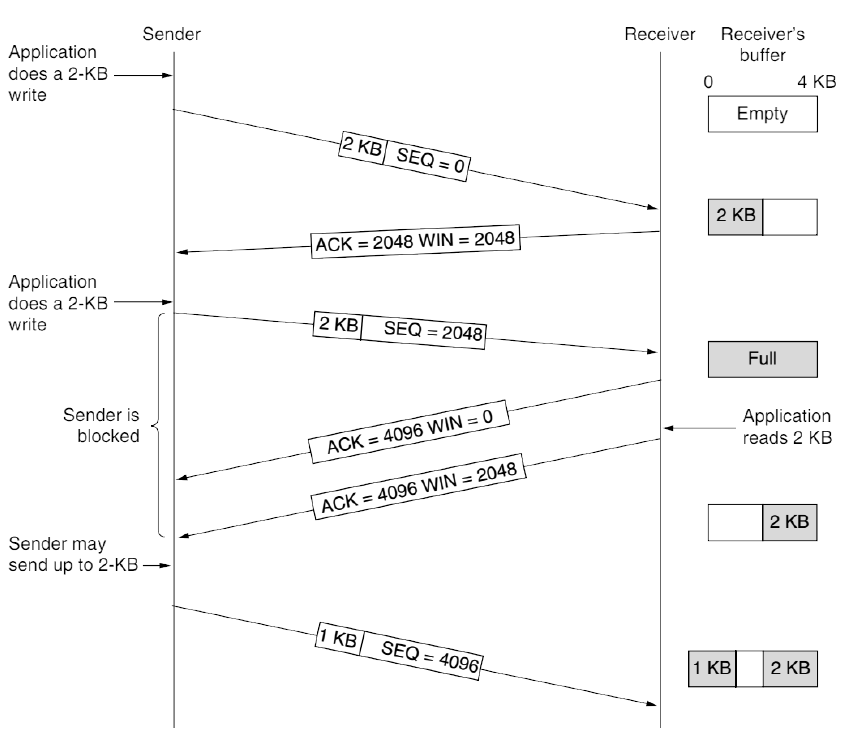 Sender
Receiver
Receiver's
buffer
Application
does a 2-KB
write
0
4 KB
Empty
2 KB
SEQ = 0
2 KB
ACK = 2048 WIN = 2048
Application
does a 2-KB
write
2 KB
SEQ = 2048
Full
Sender is
blocked
ACK = 4096 WIN = 0
Application
reads 2 KB
ACK = 4096 WIN = 2048
2 KB
Sender may
send up to 2-KB
1 KB
SEQ = 4096
1 KB
2 KB